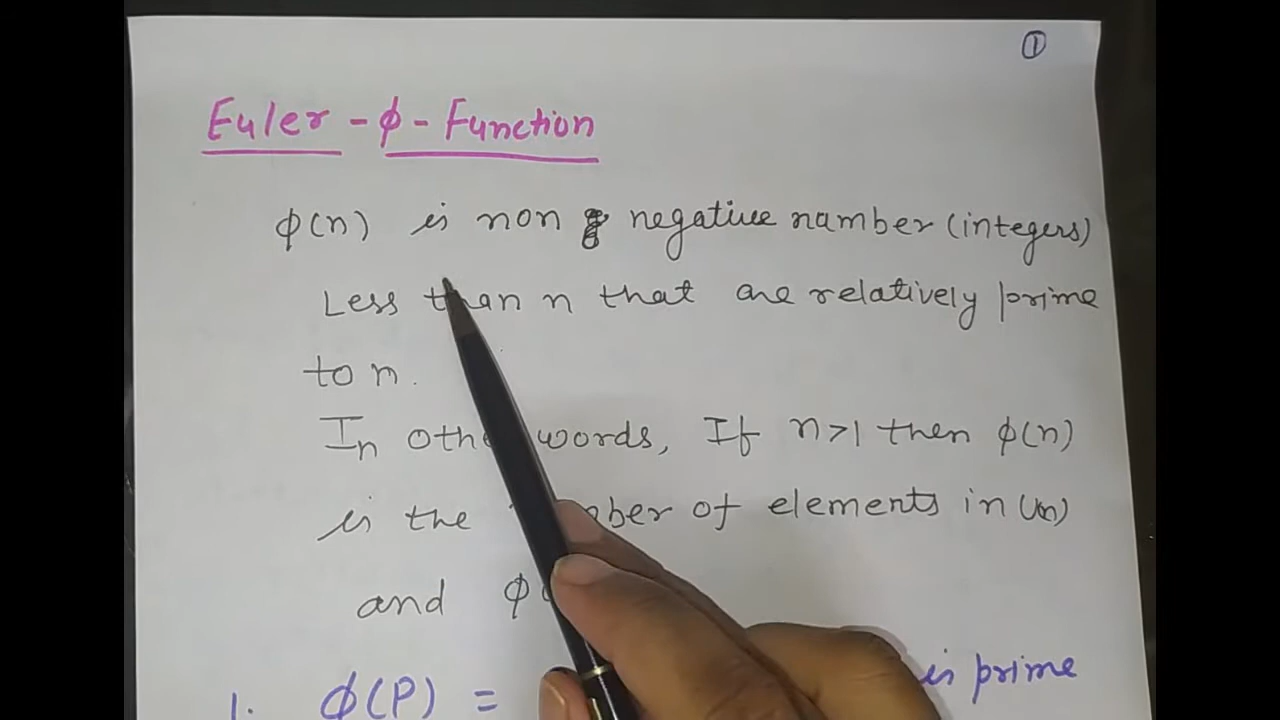 ①
Euler - ϕ - Function
ϕ(n) is non negative number (integers)
Less than n that are relatively prime
to n.
In othe words, If n>1 then ϕ(n)
is the ber of elements in U(n)
and ϕ
1. ϕ(P) = is prime